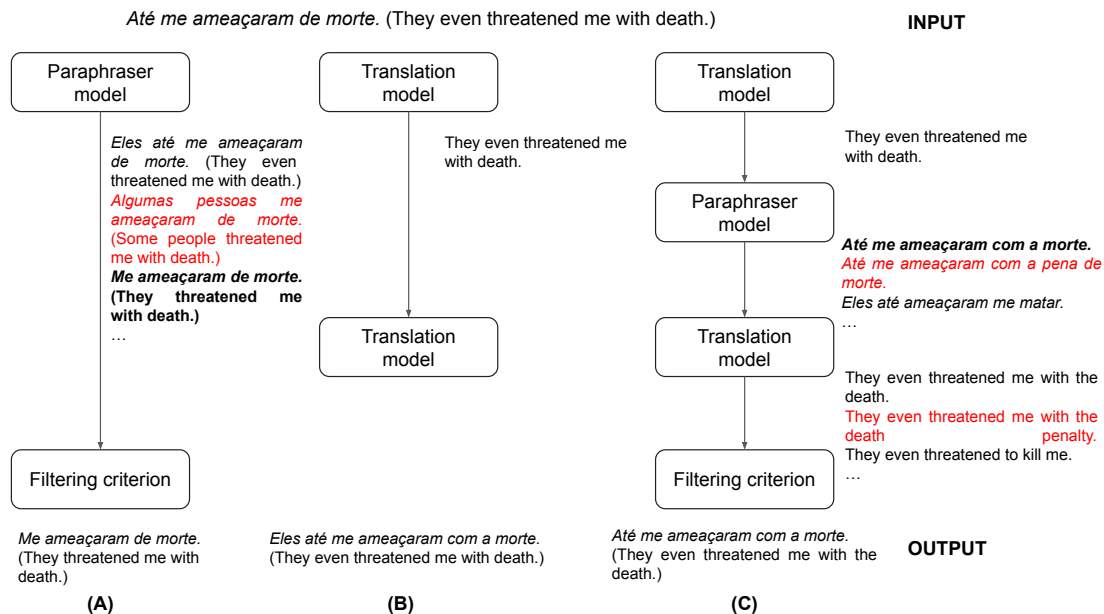 Até me ameaçaram de morte. (They even threatened me with death.)
INPUT
Paraphraser
model
Eles até me ameaçaram
de morte. (They even
threatened me with death.)
Algumas pessoas me
ameaçaram de morte.
(Some people threatened
me with death.)
Me ameaçaram de morte.
(They threatened me
with death.)
…
Filtering criterion
Me ameaçaram de morte.
(They threatened me with
death.)
(A)
Translation
model
They even threatened me
with death.
Translation
model
Eles até me ameaçaram com a morte.
(They even threatened me with death.)
(B)
Translation
model
They even threatened me
with death.
Paraphraser
model
Até me ameaçaram com a morte.
Até me ameaçaram com a pena de
morte.
Eles até ameaçaram me matar.
…
Translation
model
They even threatened me with the
death.
They even threatened me with the
death penalty.
They even threatened to kill me.
…
Filtering criterion
Até me ameaçaram com a morte.
(They even threatened me with the
death.)
(C)
OUTPUT